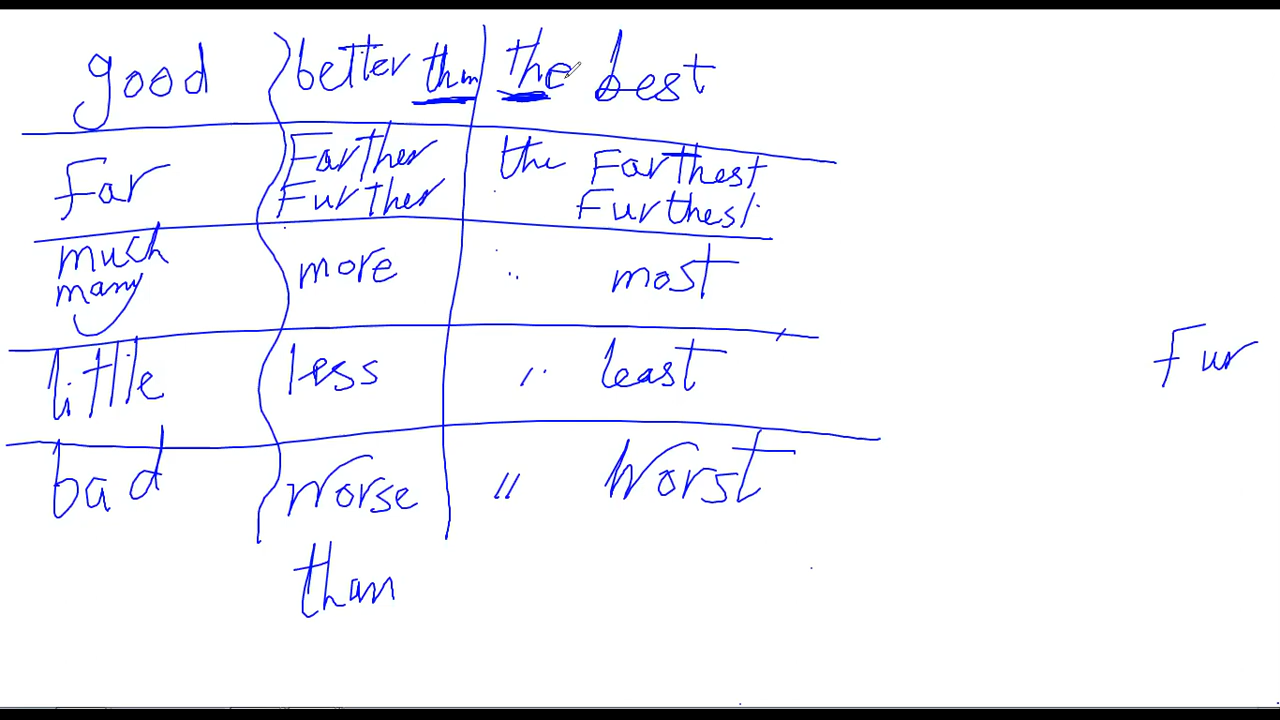 good better than the best
Far Farther the Farthest
Further Furthest
much
many more " most
little less " least
Fur
bad worse " Worst
than